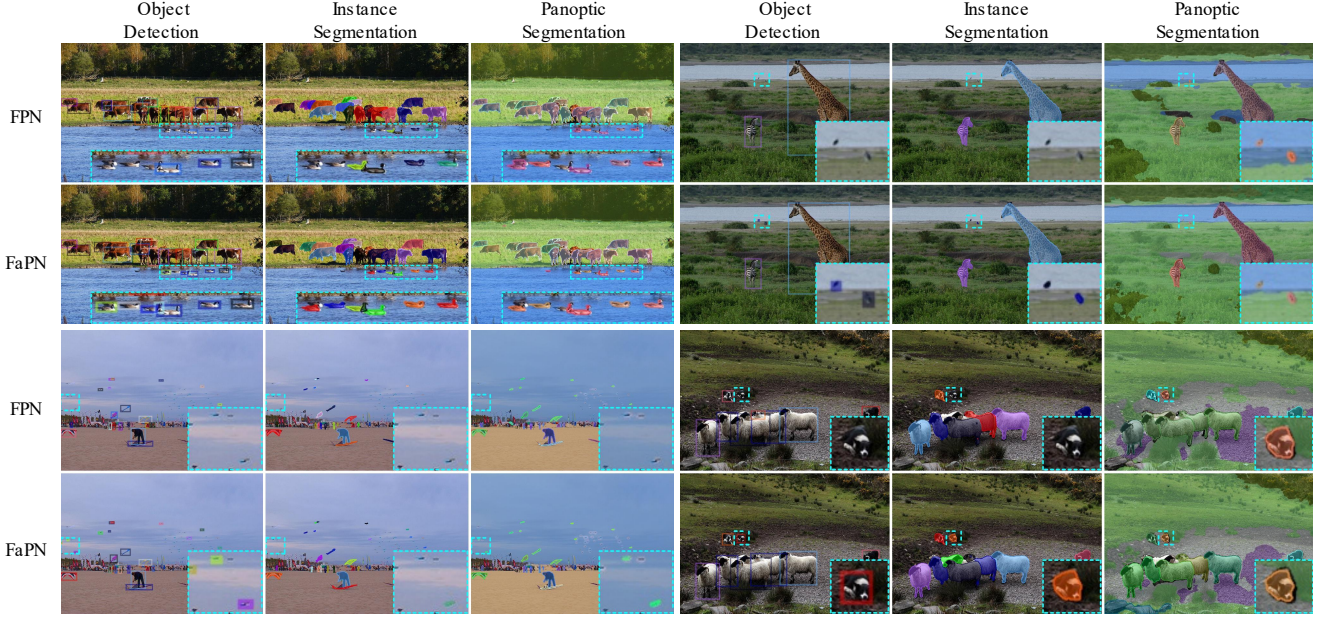 Object Detection
Instance Segmentation
Panoptic Segmentation
Object Detection
Instance Segmentation
Panoptic Segmentation
FPN
FaPN
FPN
FaPN